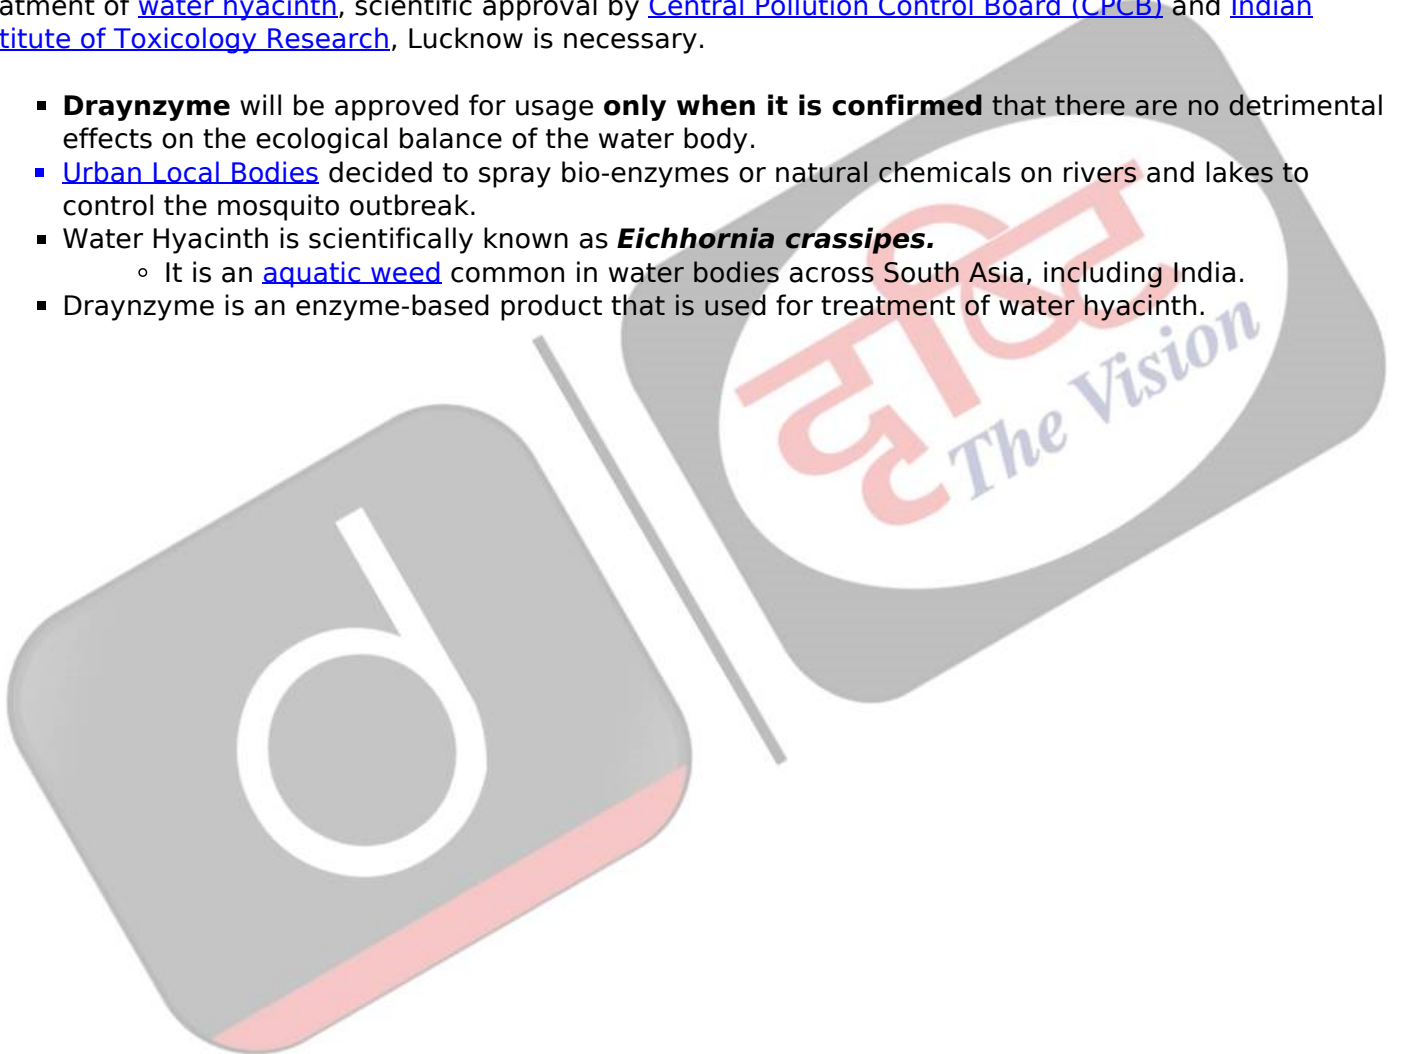 atment of water hyacinth, scientific approval by Central Pollution Control Board (CPCB) and Indian
titute of Toxicology Research, Lucknow is necessary.
▪ Draynzyme will be approved for usage only when it is confirmed that there are no detrimental
effects on the ecological balance of the water body.
▪ Urban Local Bodies decided to spray bio-enzymes or natural chemicals on rivers and lakes to
control the mosquito outbreak.
▪ Water Hyacinth is scientifically known as Eichhornia crassipes.
◦ It is an aquatic weed common in water bodies across South Asia, including India.
▪ Draynzyme is an enzyme-based product that is used for treatment of water hyacinth.
दृष्टि
The Vision
d